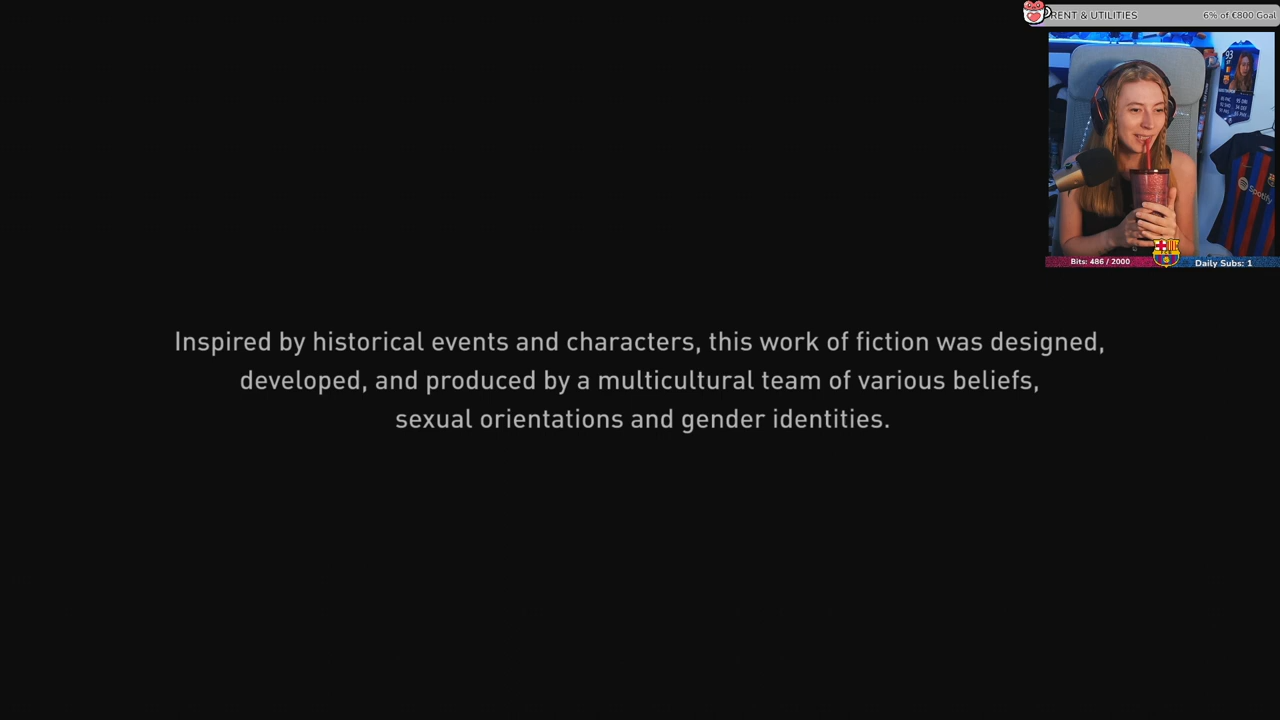 RENT & UTILITIES
6% of €800 Goal
93
Spotify
Bits: 486 / 2000
Daily Subs: 1
Inspired by historical events and characters, this work of fiction was designed,
developed, and produced by a multicultural team of various beliefs,
sexual orientations and gender identities.